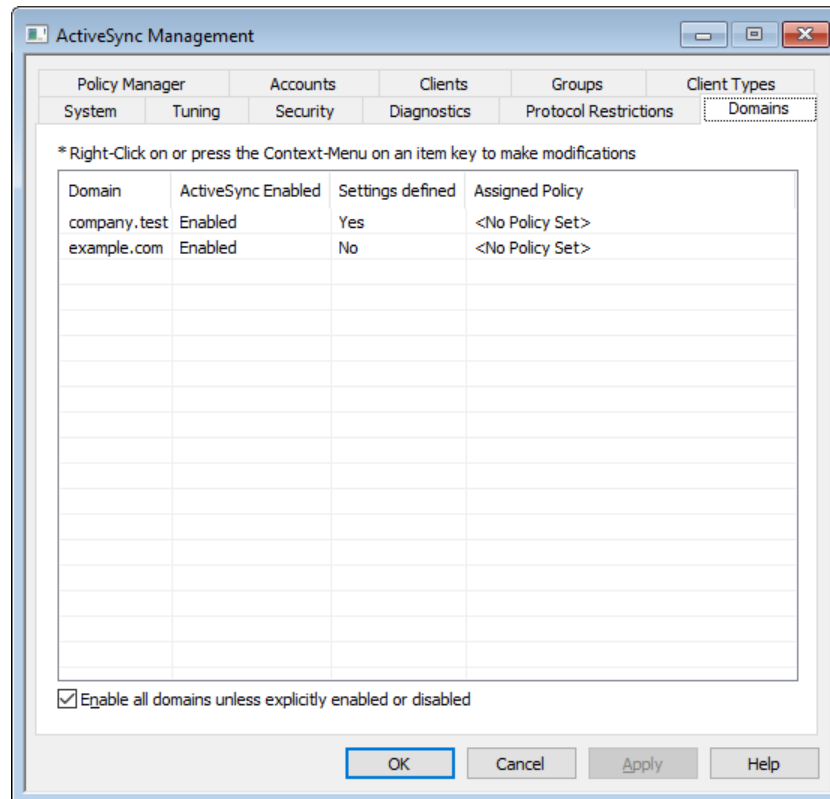 ActiveSync Management
Policy Manager Accounts Clients Groups Client Types
System Tuning Security Diagnostics Protocol Restrictions Domains
* Right-Click on or press the Context-Menu on an item key to make modifications
Domain ActiveSync Enabled Settings defined Assigned Policy
company.test Enabled Yes <No Policy Set>
example.com Enabled No <No Policy Set>
Enable all domains unless explicitly enabled or disabled
OK Cancel Apply Help